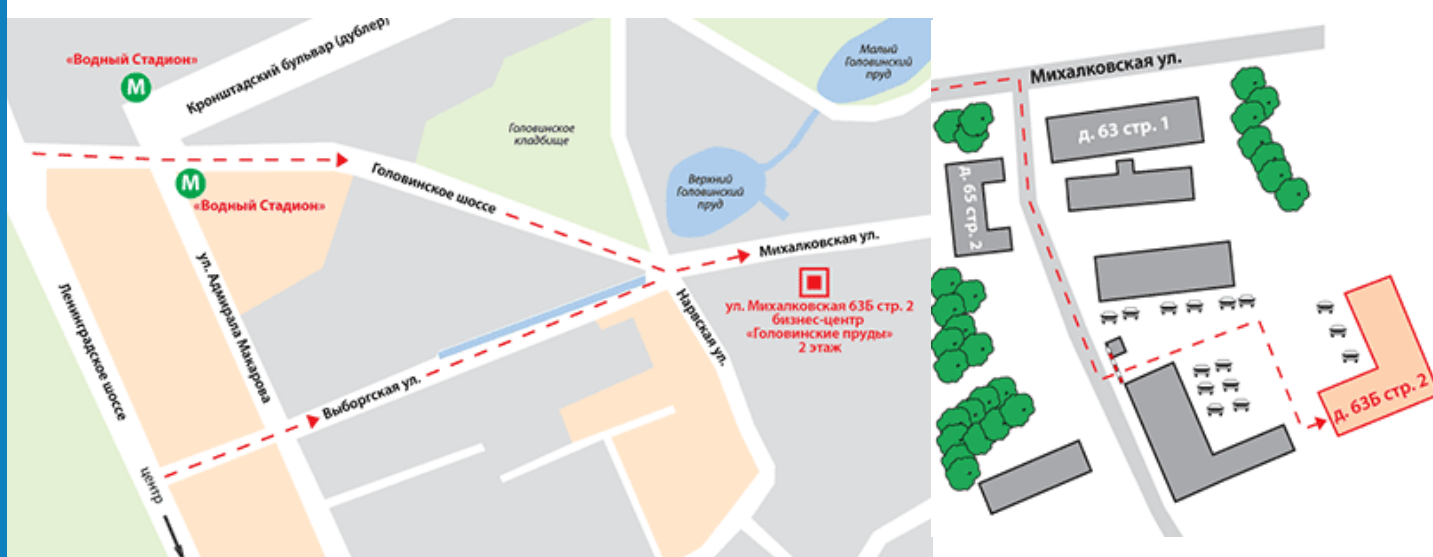 Кронштадский бульвар (дублер)
«Водный Стадион»
М
Малый
Головинский
пруд
Головинское
кладбище
Головинское шоссе
М
«Водный Стадион»
Верхний
Головинский
пруд
Михалковская ул.
ул. Михалковская 63Б стр. 2
бизнес-центр
«Головинские пруды»
2 этаж
Ленинградское шоссе
ул. Адмирала Макарова
Нарвская ул.
Выборгская ул.
центр
Михалковская ул.
д. 63 стр. 1
д. 65 стр. 2
д. 63Б стр. 2